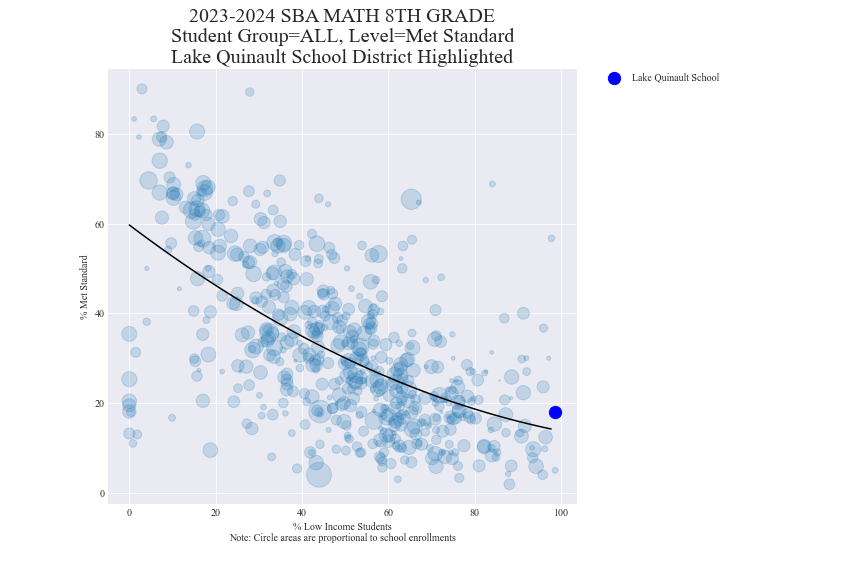 2023-2024 SBA MATH 8TH GRADE
Student Group=ALL, Level=Met Standard
Lake Quinault School District Highlighted
Lake Quinault School
80
60
40
20
0
% Met Standard
0 20 40 60 80 100
% Low Income Students
Note: Circle areas are proportional to school enrollments